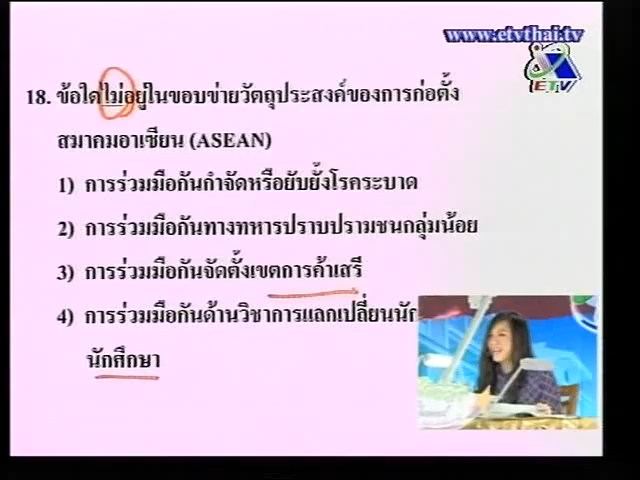 www.etvthai.tv
ETV
18. ข้อใดไม่อยู่ในขอบข่ายวัตถุประสงค์ของการก่อตั้ง
สมาคมอาเซียน (ASEAN)
1) การร่วมมือกันกำจัดหรือยับยั้งโรคระบาด
2) การร่วมมือกันทางทหารปราบปรามชนกลุ่มน้อย
3) การร่วมมือกันจัดตั้งเขตการค้าเสรี
4) การร่วมมือกันด้านวิชาการแลกเปลี่ยนนัก
นักศึกษา